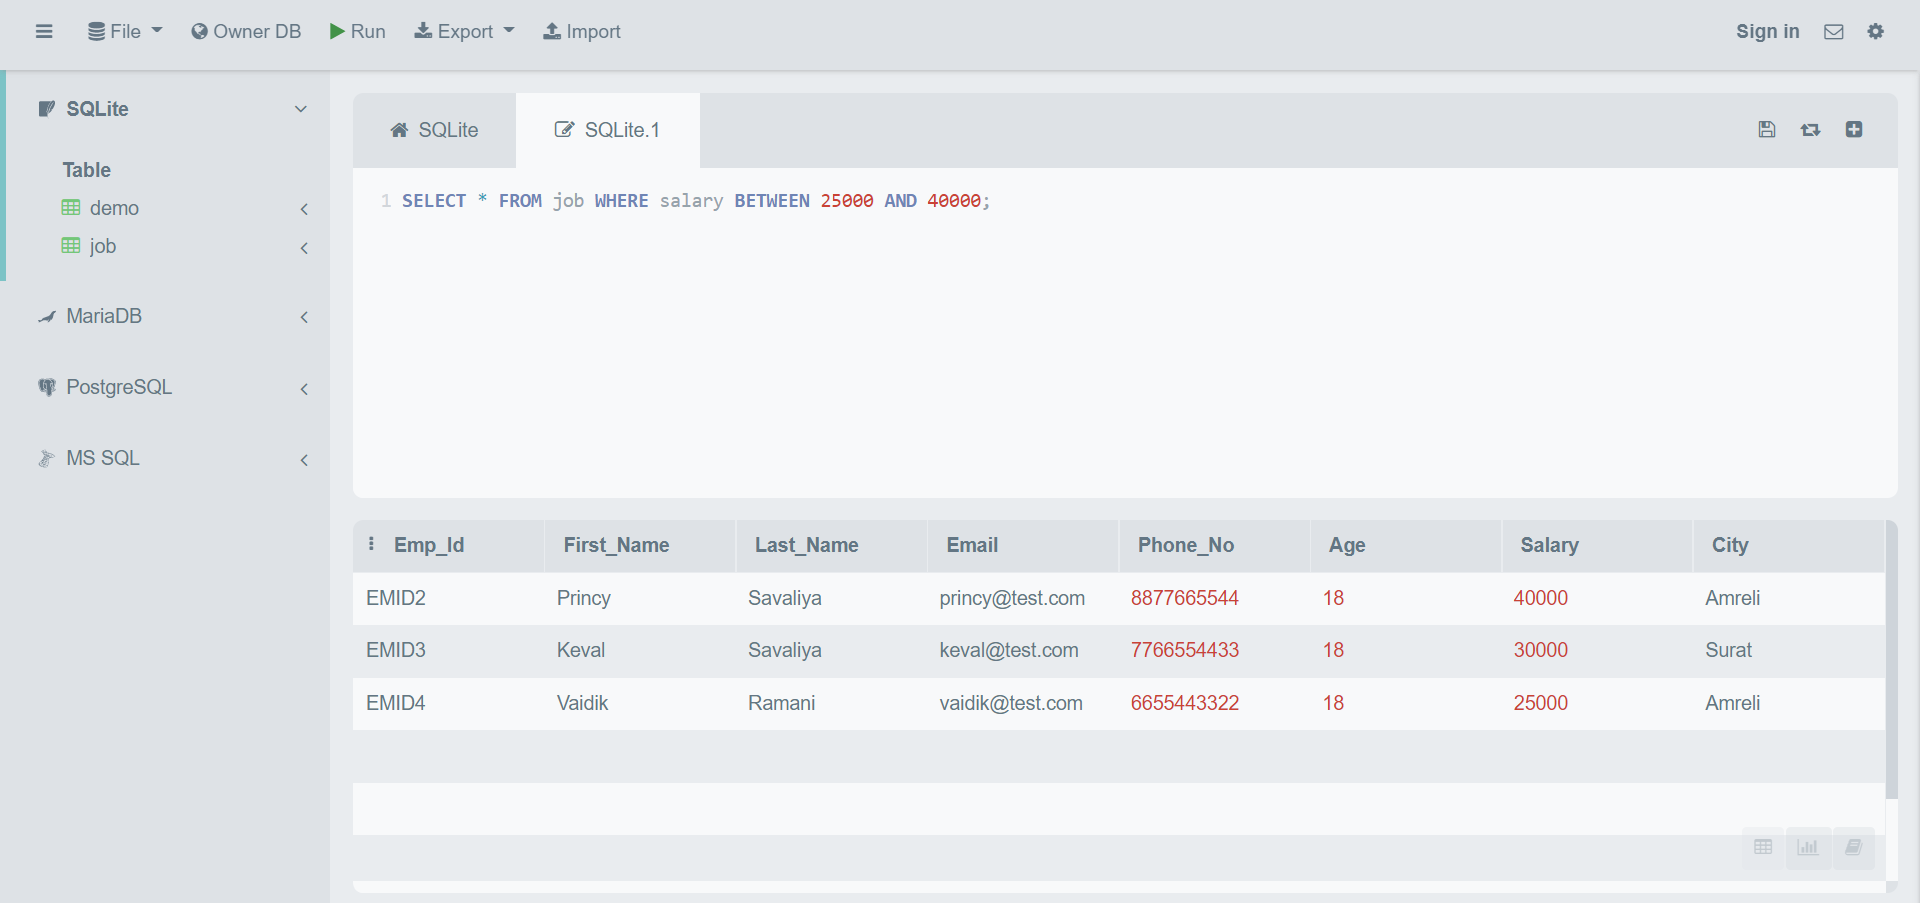 File Owner DB Run Export Import Sign in
SQLite
Table
demo
job
MariaDB
PostgreSQL
MS SQL
SQLite SQLite.1
1 SELECT * FROM job WHERE salary BETWEEN 25000 AND 40000;
Emp_Id First_Name Last_Name Email Phone_No Age Salary City
EMID2 Princy Savaliya princy@test.com 8877665544 18 40000 Amreli
EMID3 Keval Savaliya keval@test.com 7766554433 18 30000 Surat
EMID4 Vaidik Ramani vaidik@test.com 6655443322 18 25000 Amreli